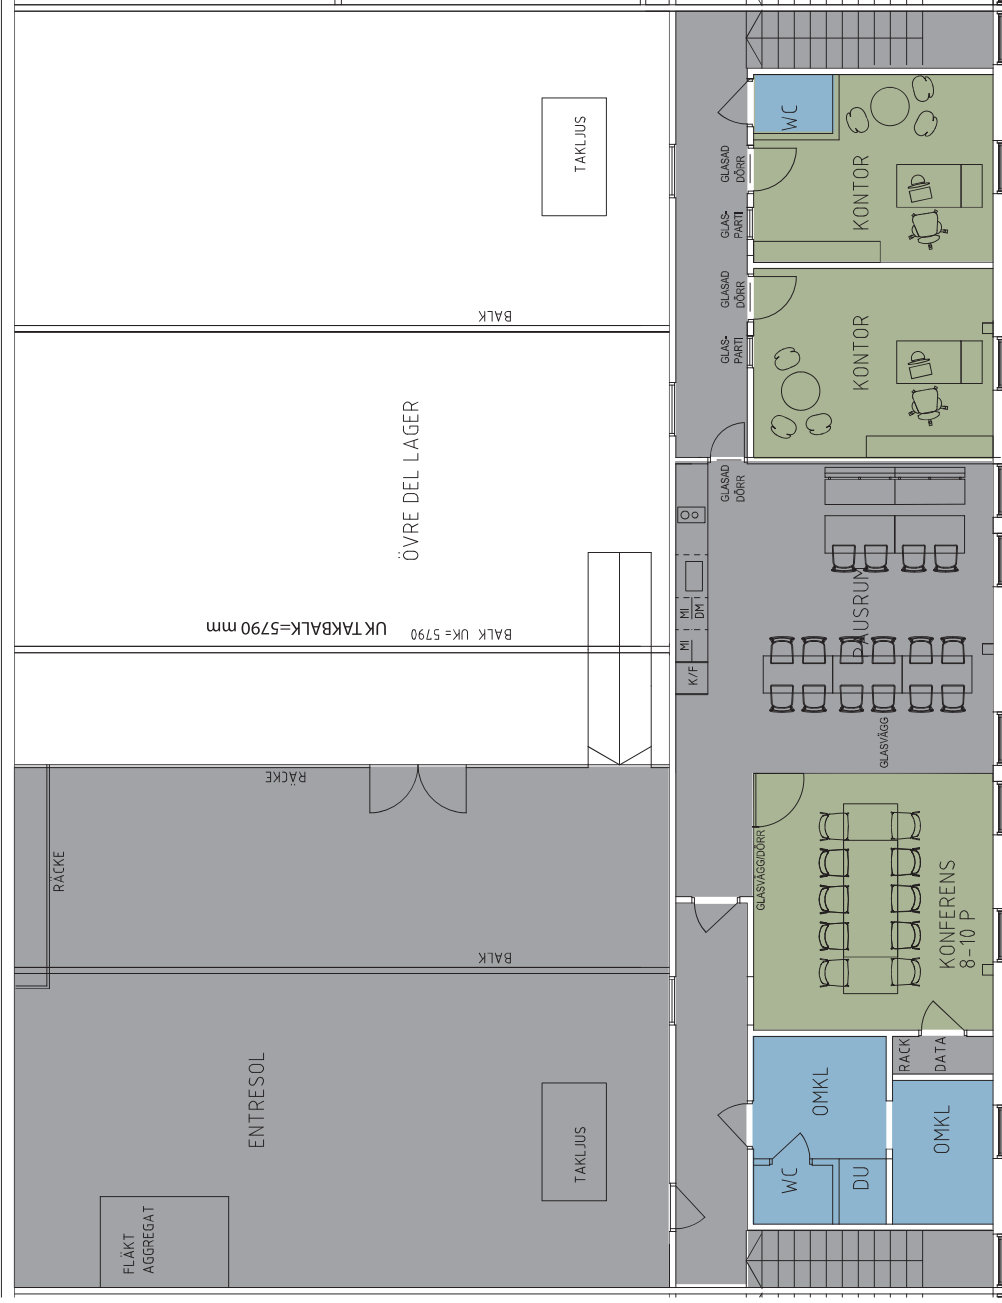 TAKLJUS
WC
GLASAD
DÖRR
KONTOR
GLAS-
PARTI
GLASAD
DÖRR
BALK
GLAS-
PARTI
KONTOR
ÖVRE DEL LAGER
GLASAD
DÖRR
PAUSRUM
MI
DM
MI
K/F
UK TAKBALK=5790 mm
BALK UK= 5790
GLASVÄGG
RÄCKE
RÄCKE
GLASVÄGG/DÖRR
KONFERENS
8-10 P
BALK
RACK
DATA
ENTRESOL
OMKL
OMKL
TAKLJUS
WC
DU
FLÄKT
AGGREGAT